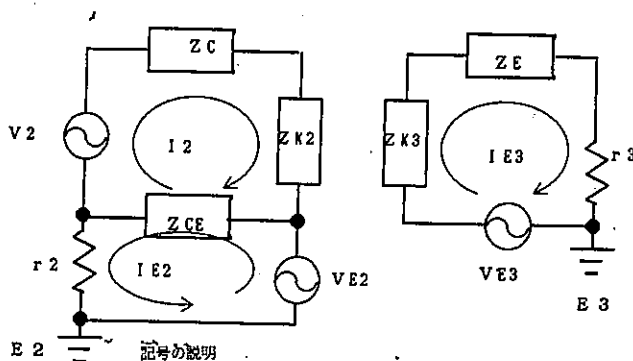 ZC
ZE
V2
I2
ZK2
ZK3
IE3
r3
ZCE
r2
IE2
VE2
VE3
E3
E2
記号の説明